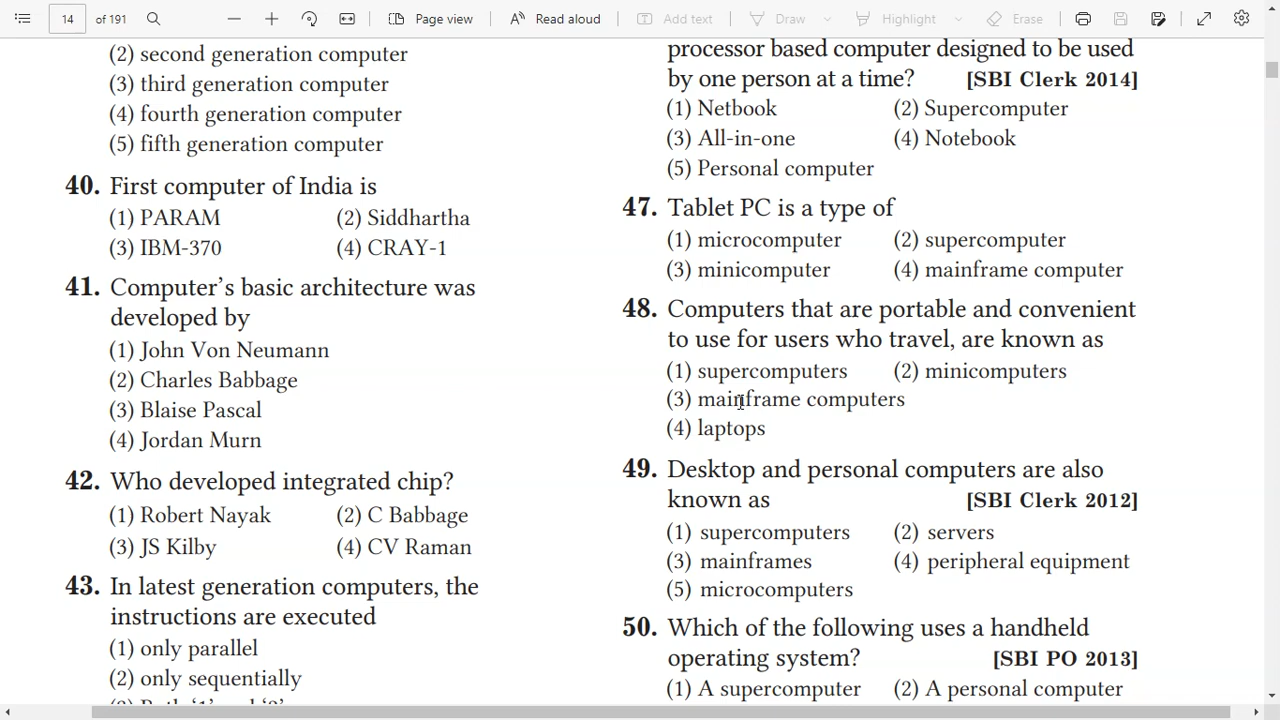 14 of 191 Page view Read aloud Add text Draw Highlight Erase
(2) second generation computer
(3) third generation computer
(4) fourth generation computer
(5) fifth generation computer
40. First computer of India is
(1) PARAM (2) Siddhartha
(3) IBM-370 (4) CRAY-1
41. Computer's basic architecture was
developed by
(1) John Von Neumann
(2) Charles Babbage
(3) Blaise Pascal
(4) Jordan Murn
42. Who developed integrated chip?
(1) Robert Nayak (2) C Babbage
(3) JS Kilby (4) CV Raman
43. In latest generation computers, the
instructions are executed
(1) only parallel
(2) only sequentially
(3) Both '1' and '2'
processor based computer designed to be used
by one person at a time? [SBI Clerk 2014]
(1) Netbook (2) Supercomputer
(3) All-in-one (4) Notebook
(5) Personal computer
47. Tablet PC is a type of
(1) microcomputer (2) supercomputer
(3) minicomputer (4) mainframe computer
48. Computers that are portable and convenient
to use for users who travel, are known as
(1) supercomputers (2) minicomputers
(3) mainframe computers
(4) laptops
49. Desktop and personal computers are also
known as [SBI Clerk 2012]
(1) supercomputers (2) servers
(3) mainframes (4) peripheral equipment
(5) microcomputers
50. Which of the following uses a handheld
operating system? [SBI PO 2013]
(1) A supercomputer (2) A personal computer